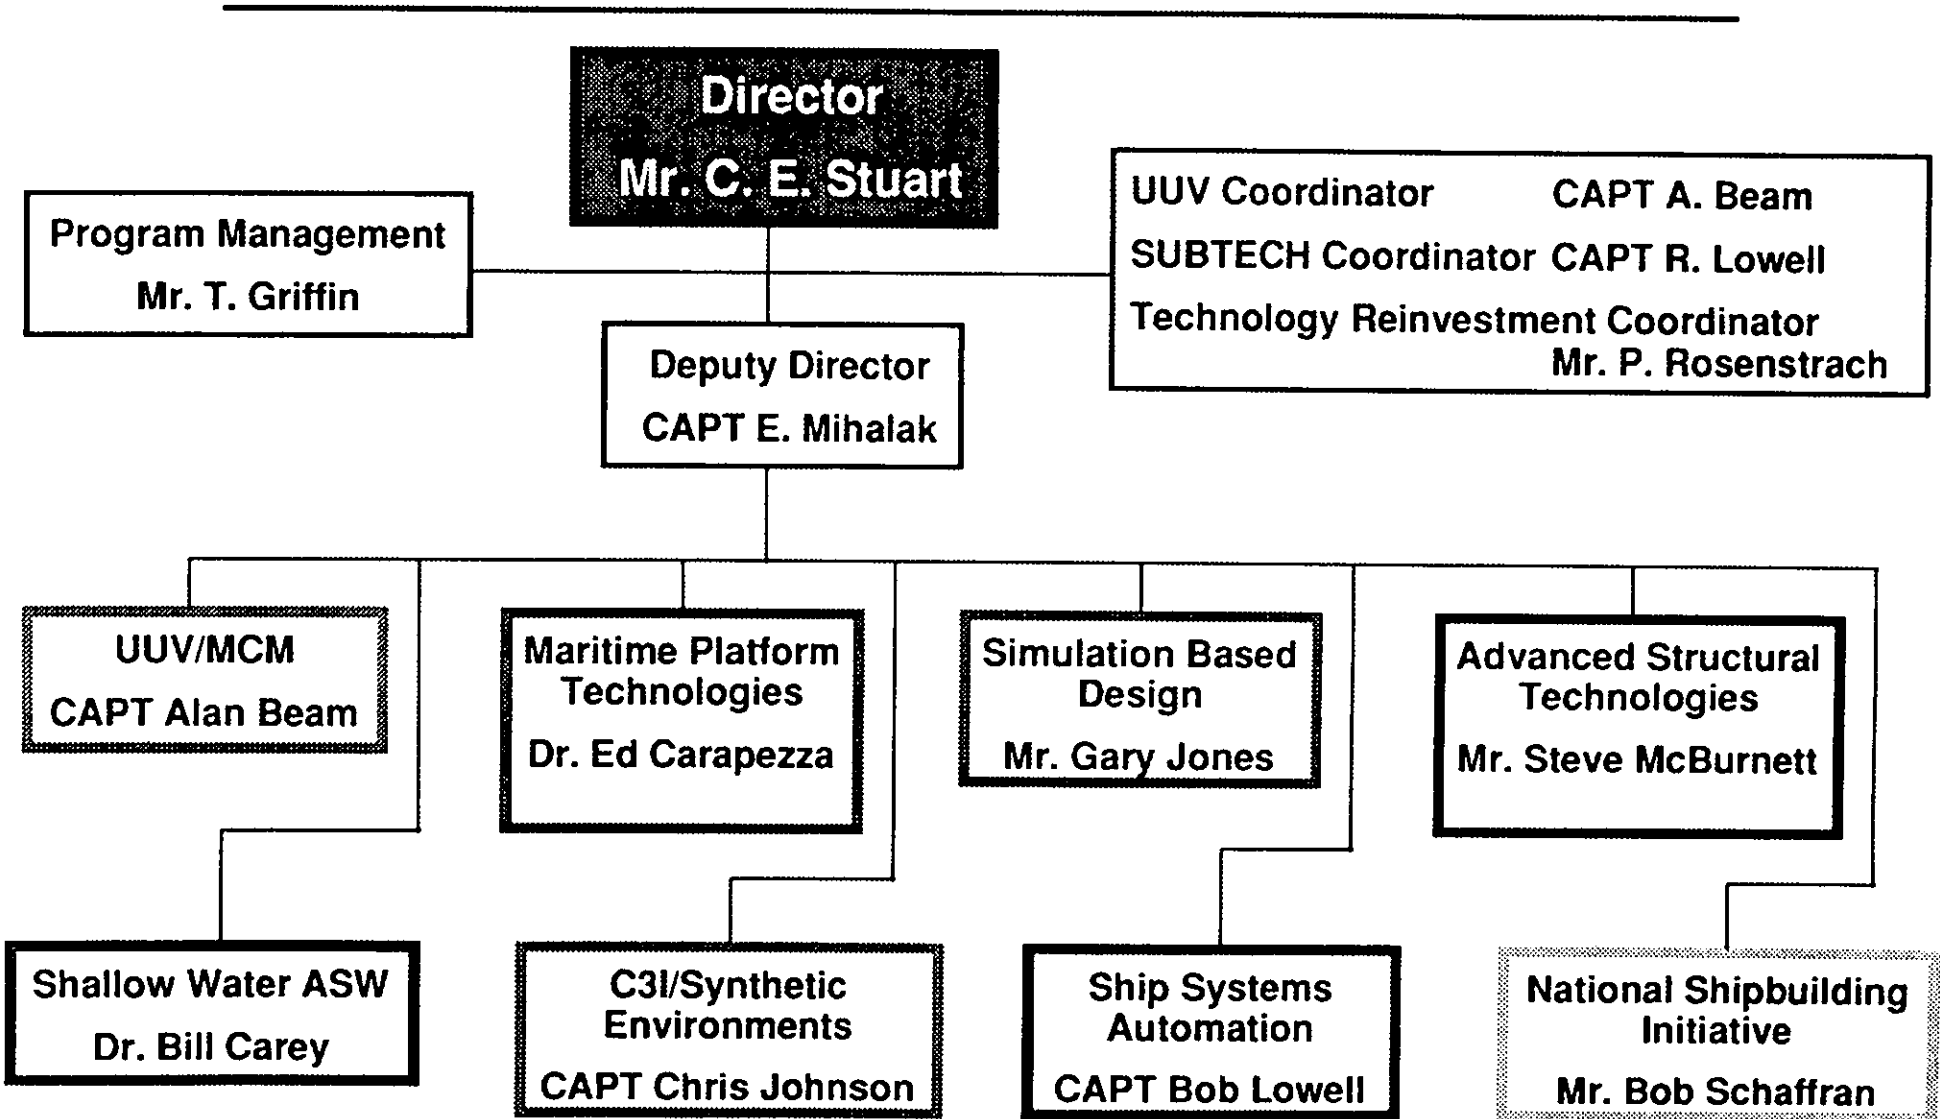 Director
Mr. C. E. Stuart
Program Management
Mr. T. Griffin
UUV Coordinator CAPT A. Beam
SUBTECH Coordinator CAPT R. Lowell
Technology Reinvestment Coordinator
Mr. P. Rosenstrach
Deputy Director
CAPT E. Mihalak
UUV/MCM
CAPT Alan Beam
Maritime Platform
Technologies
Dr. Ed Carapezza
Simulation Based
Design
Mr. Gary Jones
Advanced Structural
Technologies
Mr. Steve McBurnett
Shallow Water ASW
Dr. Bill Carey
C3I/Synthetic
Environments
CAPT Chris Johnson
Ship Systems
Automation
CAPT Bob Lowell
National Shipbuilding
Initiative
Mr. Bob Schaffran